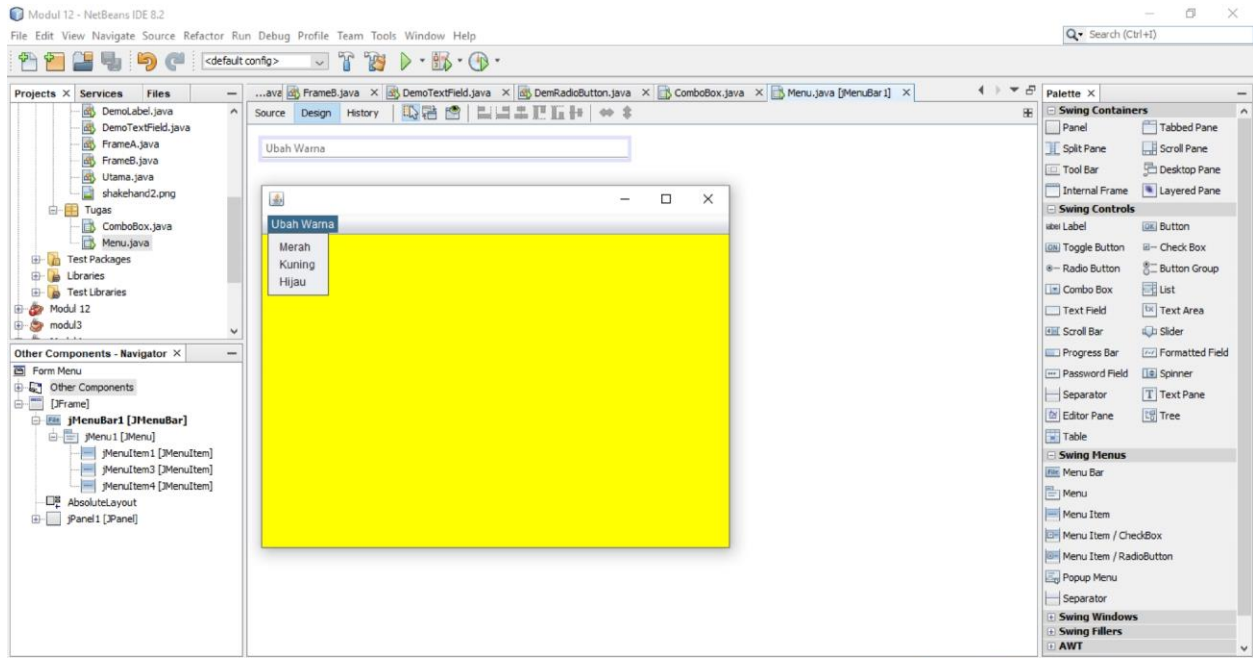 Modul 12 - NetBeans IDE 8.2
File Edit View Navigate Source Refactor Run Debug Profile Team Tools Window Help
Search (Ctrl+I)
<default config>
Projects Services Files
DemoLabel.java
DemoTextField.java
FrameA.java
FrameB.java
Utama.java
shakehand2.png
Tugas
ComboBox.java
Menu.java
Test Packages
Libraries
Test Libraries
Modul 12
modul3
Other Components - Navigator
Form Menu
Other Components
[JFrame]
jMenuBar1 [JMenuBar]
jMenu1 [JMenu]
jMenuItem1 [JMenuItem]
jMenuItem3 [JMenuItem]
jMenuItem4 [JMenuItem]
AbsoluteLayout
jPanel1 [JPanel]
...ava FrameB.java DemoTextField.java DemRadioButton.java ComboBox.java Menu.java [jMenuBar1]
Source Design History
Ubah Warna
Ubah Warna
Merah
Kuning
Hijau
Palette
Swing Containers
Panel Tabbed Pane
Split Pane Scroll Pane
Tool Bar Desktop Pane
Internal Frame Layered Pane
Swing Controls
label Label OK Button
ON Toggle Button Check Box
Radio Button Button Group
Combo Box List
Text Field Text Area
Scroll Bar Slider
Progress Bar Formatted Field
Password Field Spinner
Separator Text Pane
Editor Pane Tree
Table
Swing Menus
Menu Bar
Menu
Menu Item
Menu Item / CheckBox
Menu Item / RadioButton
Popup Menu
Separator
Swing Windows
Swing Fillers
AWT